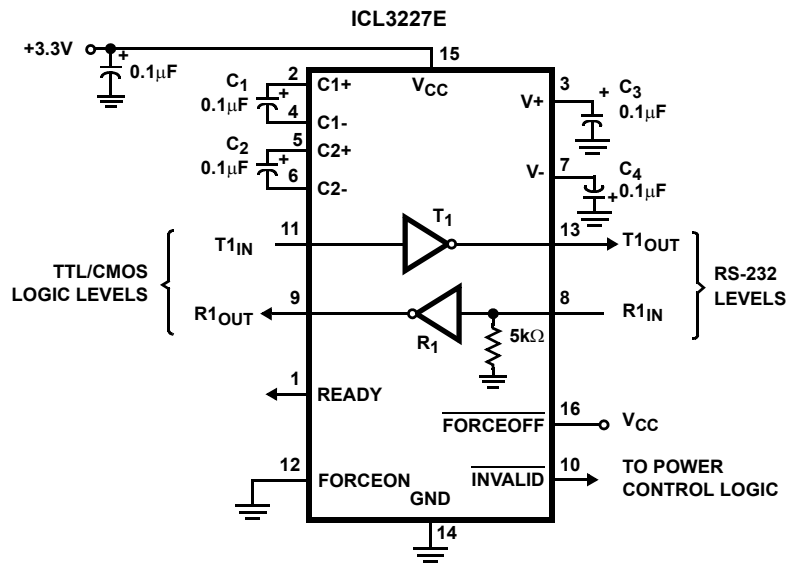 ICL3227E
+3.3V
+
0.1µF
15
VCC
C1
0.1µF
+
2
C1+
4
C1-
C2
0.1µF
+
5
C2+
6
C2-
3
V+
+
C3
0.1µF
7
V-
C4
+0.1µF
T1
11
T1IN
13
T1OUT
TTL/CMOS
LOGIC LEVELS
RS-232
LEVELS
9
R1OUT
8
R1IN
R1
5kΩ
1
READY
16
FORCEOFF
VCC
12
FORCEON
10
INVALID
TO POWER
CONTROL LOGIC
GND
14